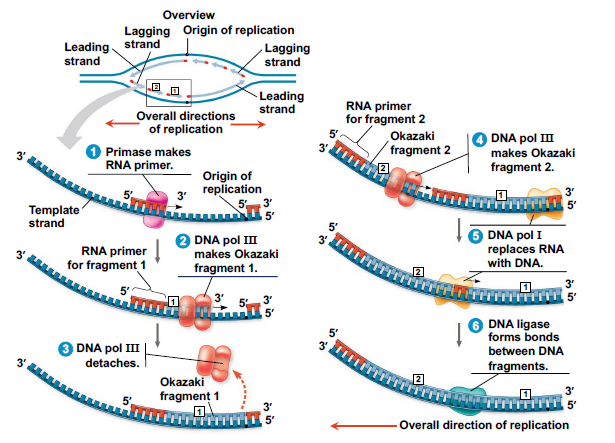 Overview
Lagging
strand
Origin of replication
Leading
strand
Lagging
strand
2
1
Leading
strand
Overall directions
of replication
1 Primase makes
RNA primer.
3′
5′
3′
Origin of
replication
5′
3′
5′
Template
strand
RNA primer
for fragment 1
2 DNA pol III
makes Okazaki
fragment 1.
3′
5′
1
3′
5′
3′
5′
3 DNA pol III
detaches.
3′
Okazaki
fragment 1
5′
1
3′
5′
RNA primer
for fragment 2
5′
Okazaki
fragment 2
4 DNA pol III
makes Okazaki
fragment 2.
3′
2
1
3′
5′
5′
3′
5 DNA pol I
replaces RNA
with DNA.
2
1
3′
5′
5′
3′
6 DNA ligase
forms bonds
between DNA
fragments.
2
1
3′
5′
Overall direction of replication